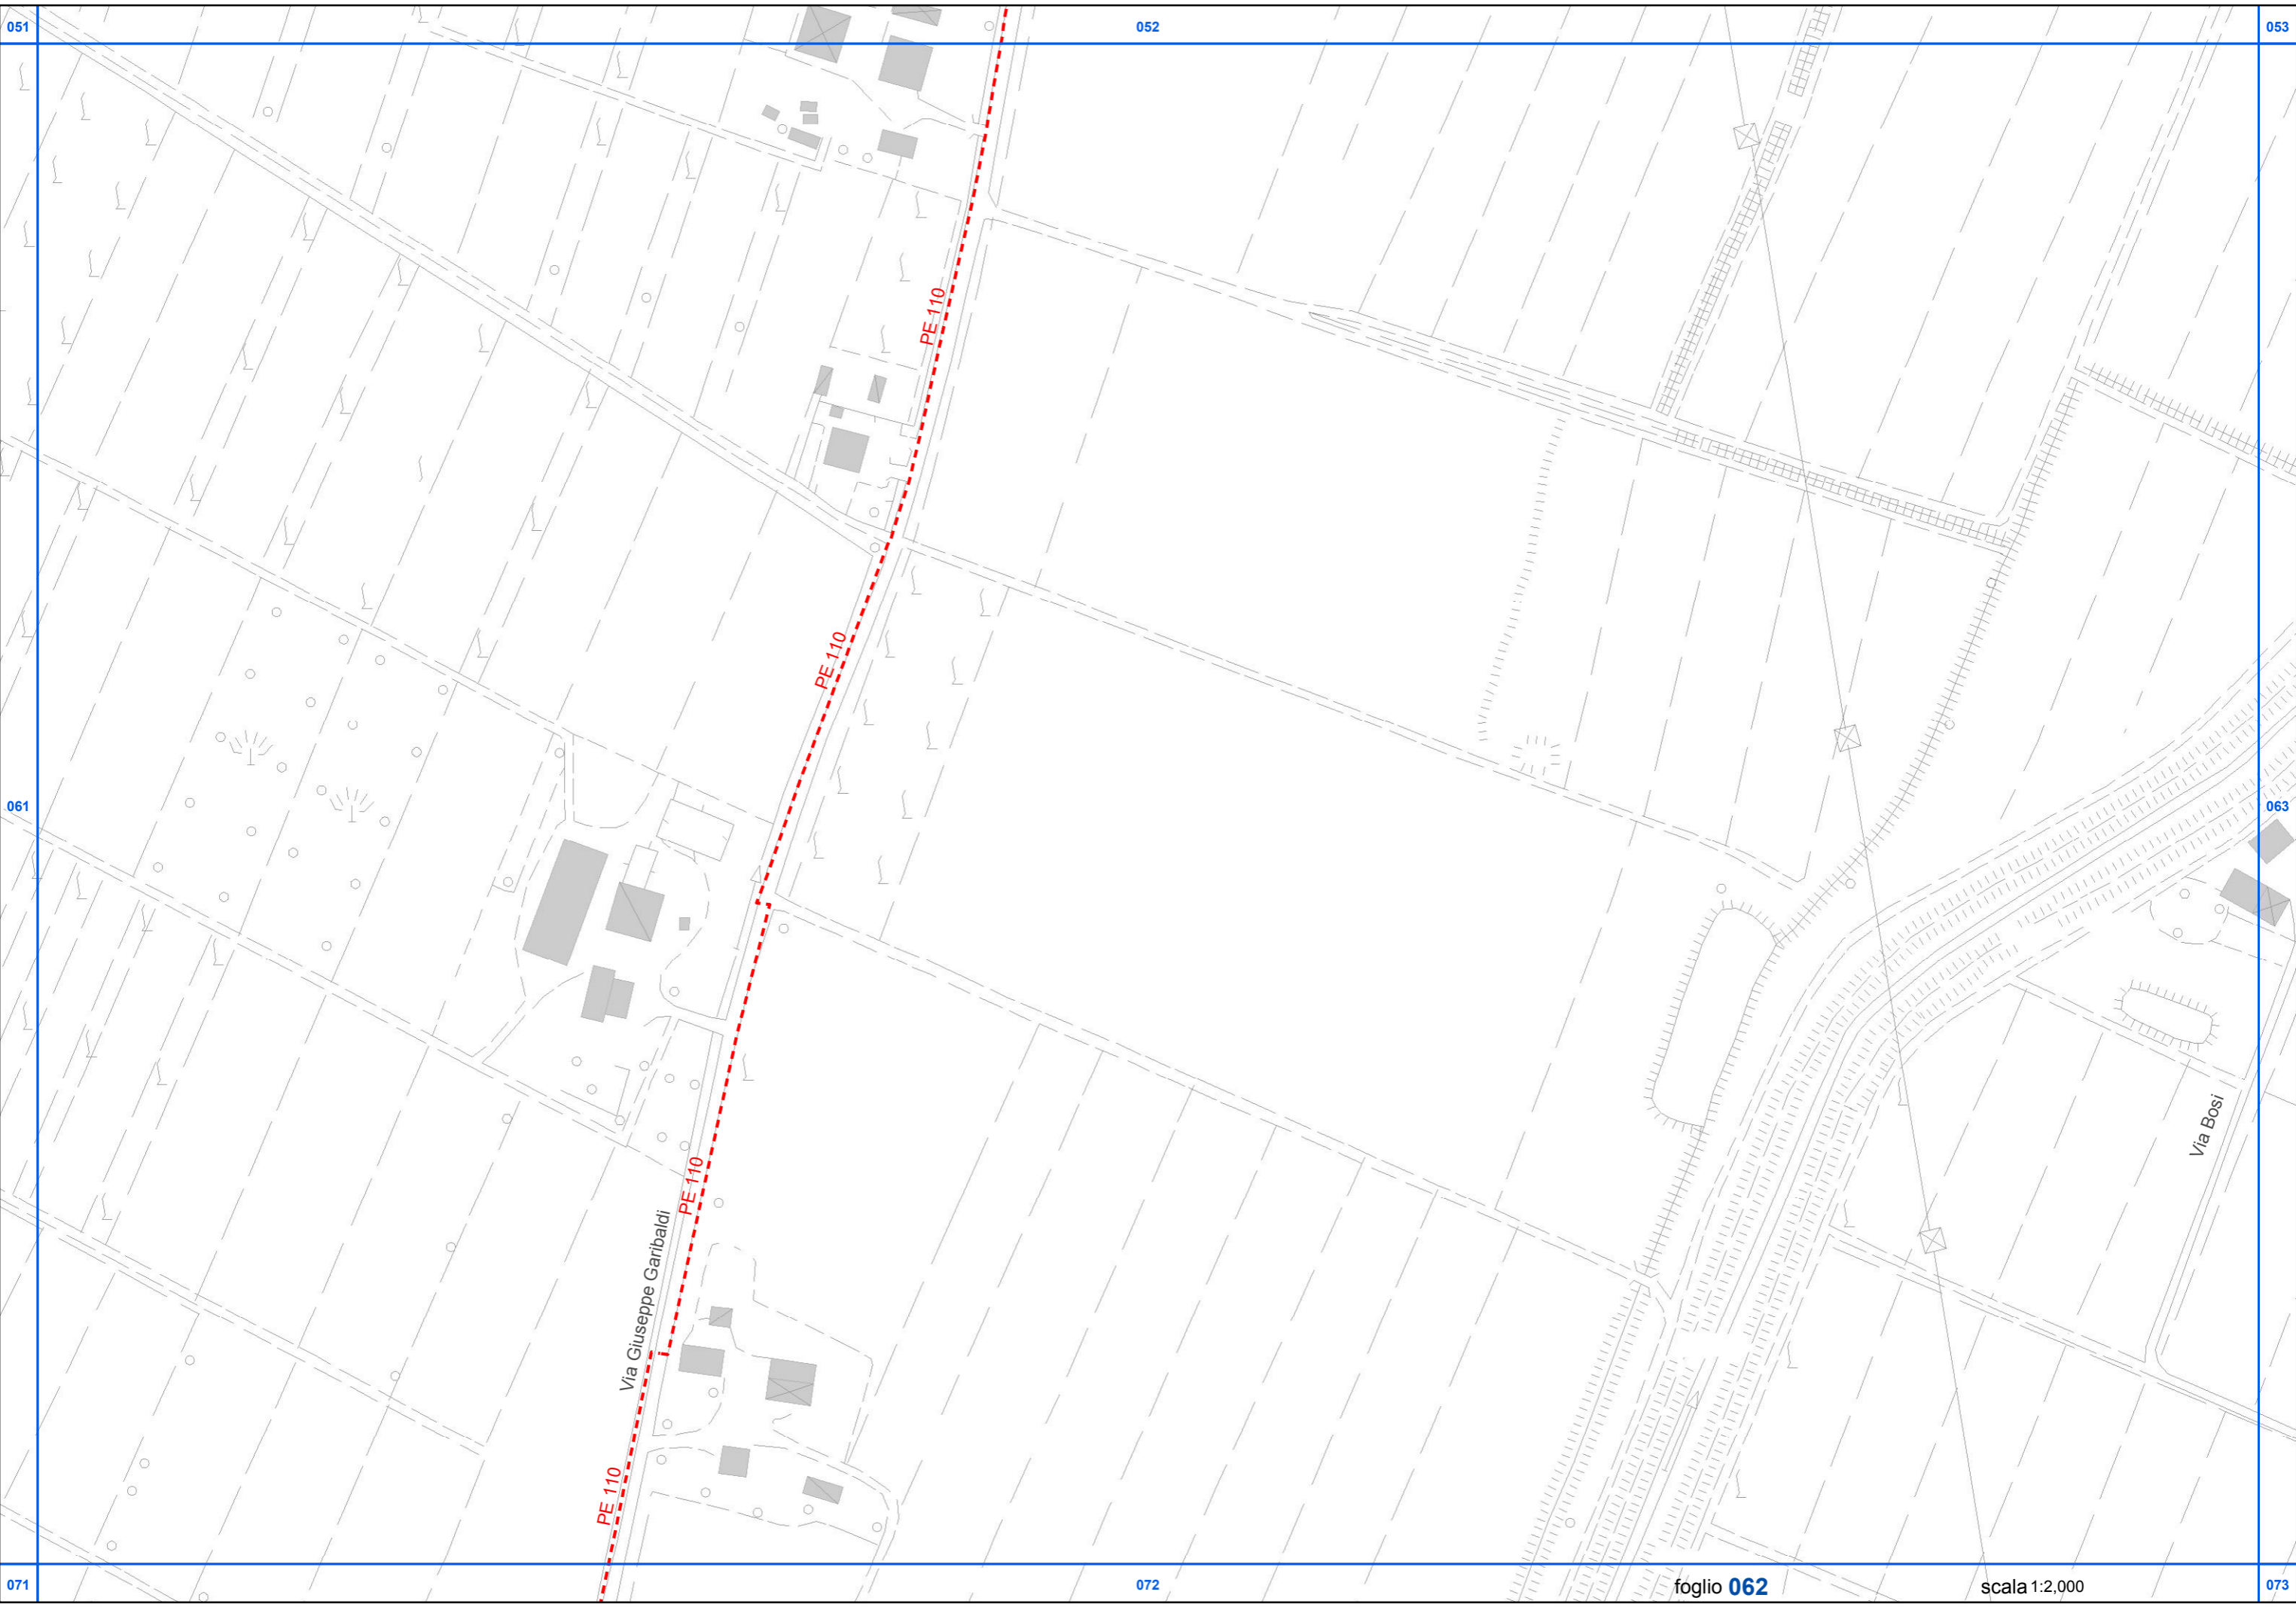 051
052
053
PE 110
PE 110
061
063
Via Bosi
PE 110
Via Giuseppe Garibaldi
PE 110
071
072
foglio 062
scala 1:2,000
073